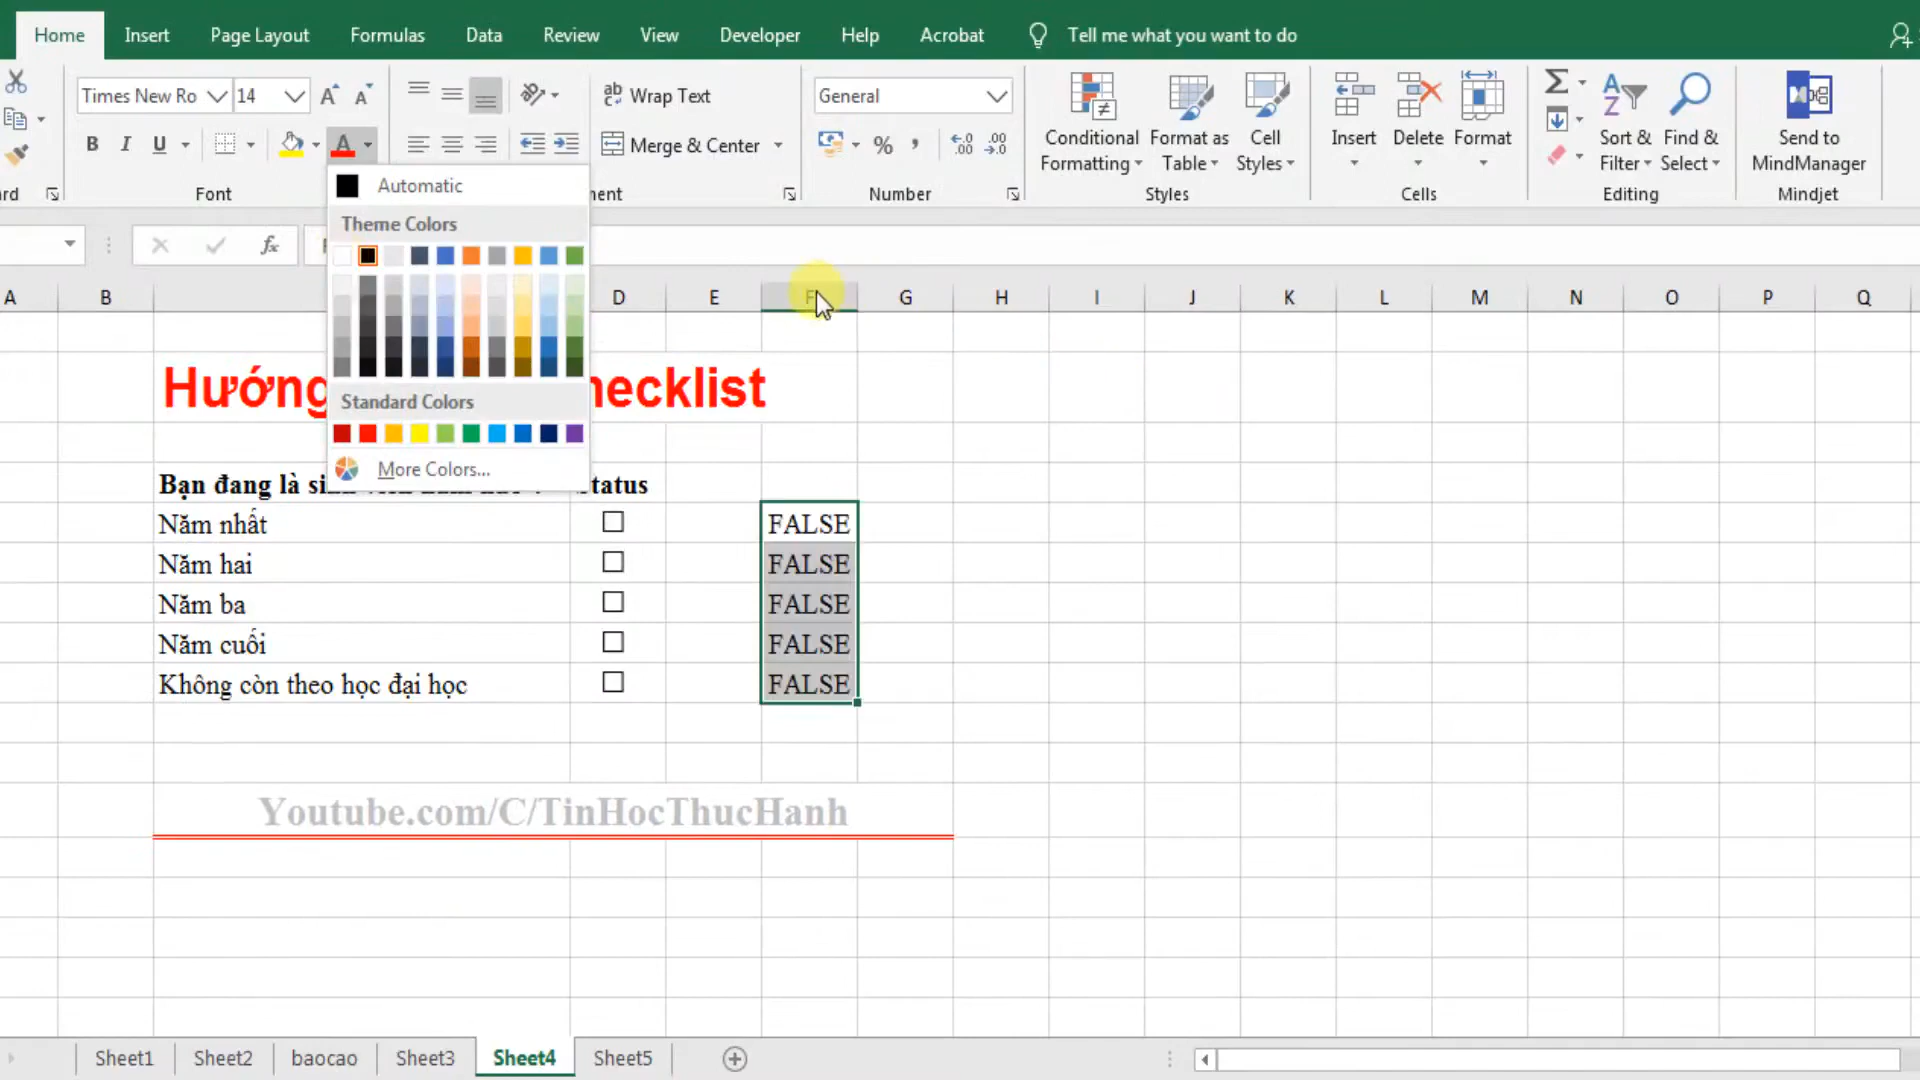 Home Insert Page Layout Formulas Data Review View Developer Help Acrobat Tell me what you want to do
Times New Ro 14 Wrap Text General Conditional Formatting Format as Table Cell Styles Insert Delete Format Sort & Filter Find & Select Send to MindManager
B I U A Merge & Center % ,
rd Font ment Number Styles Cells Editing Mindjet
Automatic
Theme Colors
Standard Colors
More Colors...
fx
A B D E F G H I J K L M N O P Q
Hướng hecklist
Bạn đang là si Status
Năm nhất FALSE
Năm hai FALSE
Năm ba FALSE
Năm cuối FALSE
Không còn theo học đại học FALSE
Youtube.com/C/TinHocThucHanh
Sheet1 Sheet2 baocao Sheet3 Sheet4 Sheet5